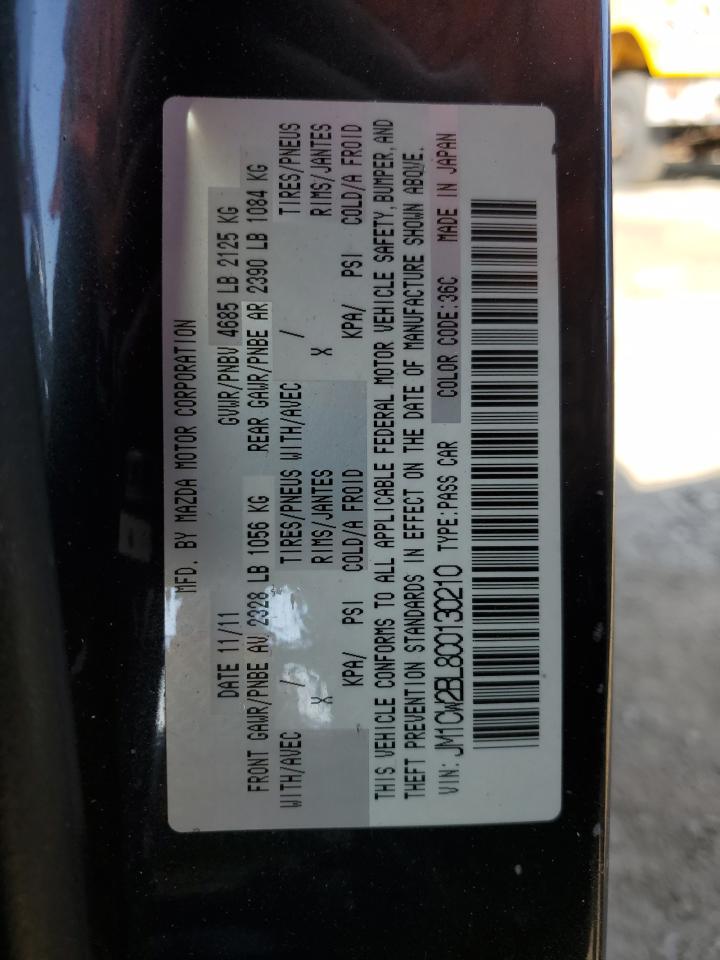 MFD. BY MAZDA MOTOR CORPORATION
DATE 11/11 GVWR/PNBV 4685 LB 2125 KG
FRONT GAWR/PNBE AV 2328 LB 1056 KG REAR GAWR/PNBE AR 2390 LB 1084 KG
WITH/AVEC / TIRES/PNEUS WITH/AVEC / TIRES/PNEUS
X RIMS/JANTES X RIMS/JANTES
KPA/ PSI COLD/A FROID KPA/ PSI COLD/A FROID
THIS VEHICLE CONFORMS TO ALL APPLICABLE FEDERAL MOTOR VEHICLE SAFETY, BUMPER, AND
THEFT PREVENTION STANDARDS IN EFFECT ON THE DATE OF MANUFACTURE SHOWN ABOVE.
VIN: JM1CW2BL8C0130210 TYPE:PASS CAR COLOR CODE:36C MADE IN JAPAN